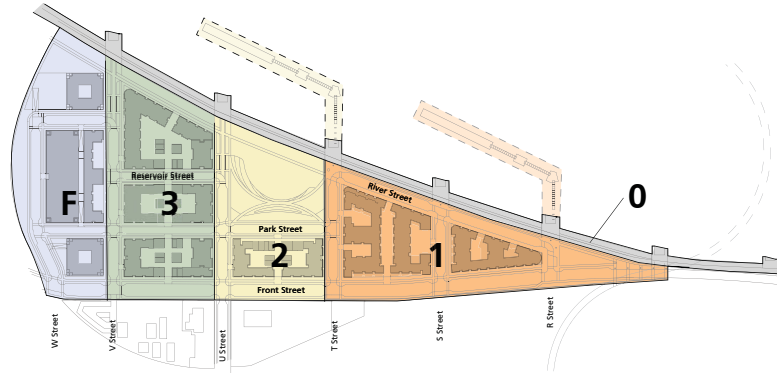 0
River Street
Reservoir Street
F
3
Park Street
2
1
Front Street
W Street
V Street
U Street
T Street
S Street
R Street